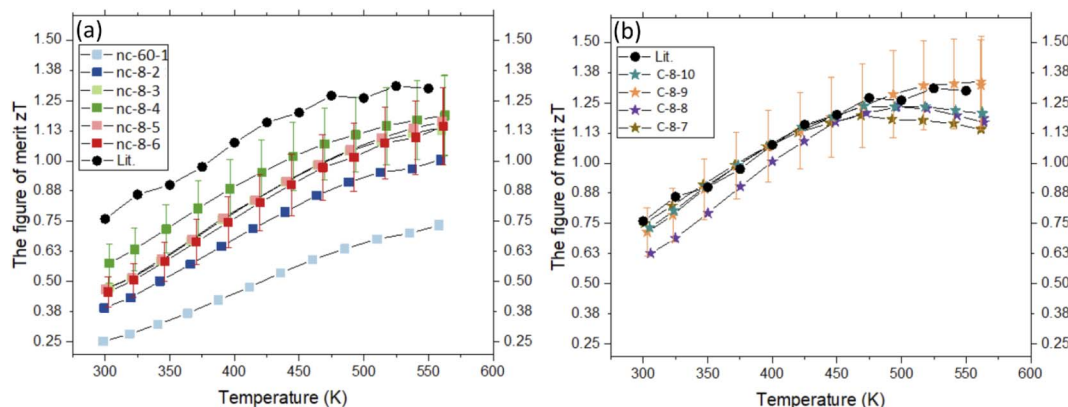 (a)
The figure of merit zT
1.50
1.38
1.25
1.13
1.00
0.88
0.75
0.63
0.50
0.38
0.25
nc-60-1
nc-8-2
nc-8-3
nc-8-4
nc-8-5
nc-8-6
Lit.
1.50
1.38
1.25
1.13
1.00
0.88
0.75
0.63
0.50
0.38
0.25
300 350 400 450 500 550 600
Temperature (K)
(b)
The figure of merit zT
1.50
1.38
1.25
1.13
1.00
0.88
0.75
0.63
0.50
0.38
0.25
Lit.
C-8-10
C-8-9
C-8-8
C-8-7
1.50
1.38
1.25
1.13
1.00
0.88
0.75
0.63
0.50
0.38
0.25
300 350 400 450 500 550 600
Temperature (K)